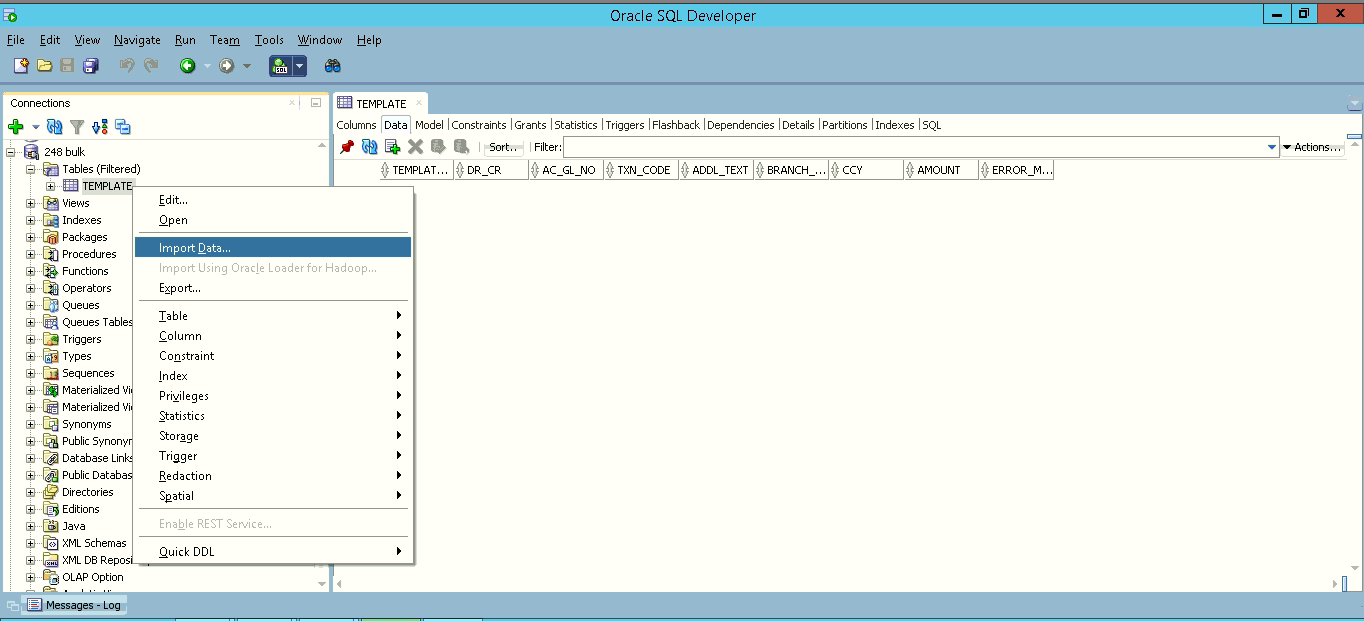 Oracle SQL Developer
File Edit View Navigate Run Team Tools Window Help
Connections
248 bulk
Tables (Filtered)
TEMPLATE
Views
Indexes
Packages
Procedures
Functions
Operators
Queues
Queues Tables
Triggers
Types
Sequences
Materialized Vi
Materialized Vi
Synonyms
Public Synonym
Database Links
Public Databas
Directories
Editions
Java
XML Schemas
XML DB Reposi
OLAP Option
Edit...
Open
Import Data...
Import Using Oracle Loader for Hadoop...
Export...
Table
Column
Constraint
Index
Privileges
Statistics
Storage
Trigger
Redaction
Spatial
Enable REST Service...
Quick DDL
TEMPLATE
Columns Data Model Constraints Grants Statistics Triggers Flashback Dependencies Details Partitions Indexes SQL
Sort.. Filter: Actions...
TEMPLAT... DR_CR AC_GL_NO TXN_CODE ADDL_TEXT BRANCH_... CCY AMOUNT ERROR_M...
Messages - Log